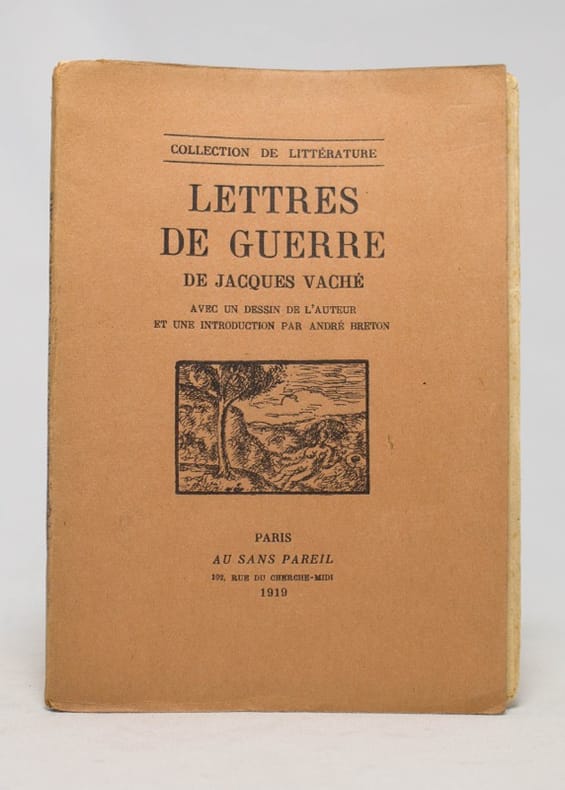 COLLECTION DE LITTÉRATURE
LETTRES
DE GUERRE
DE JACQUES VACHÉ
AVEC UN DESSIN DE L'AUTEUR
ET UNE INTRODUCTION PAR ANDRÉ BRETON
PARIS
AU SANS PAREIL
102, RUE DU CHERCHE-MIDI
1919